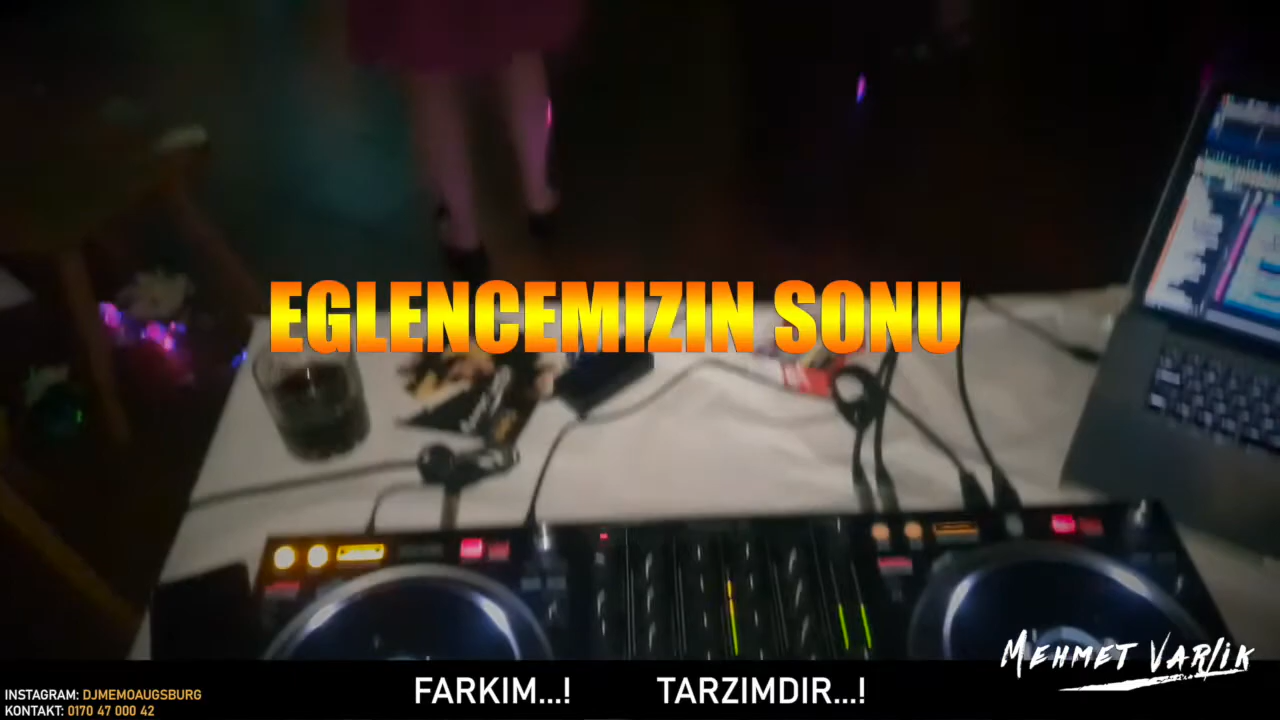 EGLENCEMIZIN SONU
MEHMET VARLIK
FARKIM...! TARZIMDIR...!
INSTAGRAM: DJMEMOAUGSBURG
KONTAKT: 0170 47 000 42